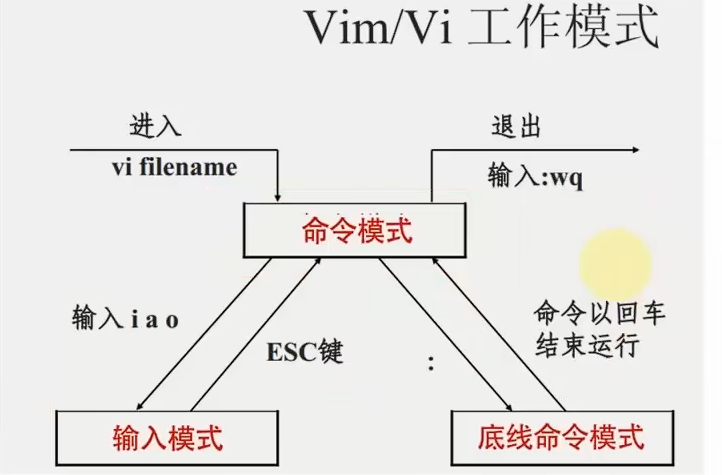 Vim/Vi 工作模式
进入
vi filename
退出
输入:wq
命令模式
输入 i a o
ESC键
:
命令以回车
结束运行
输入模式
底线命令模式